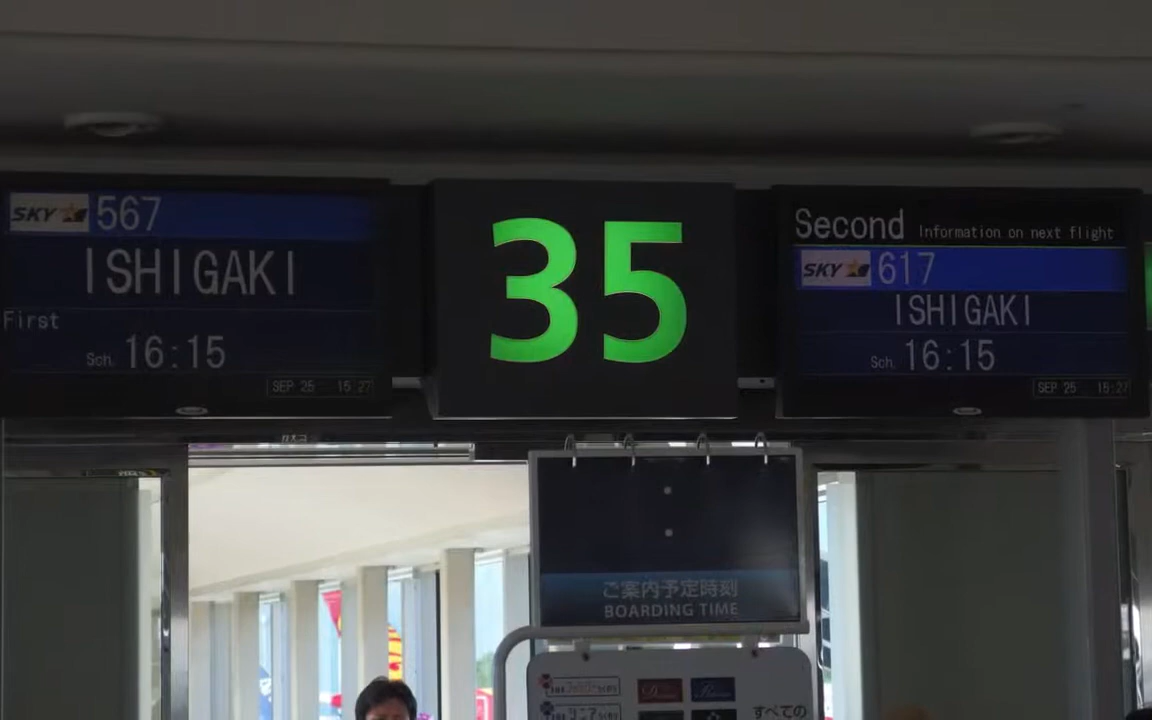 SKY 567
ISHIGAKI
First
Sch. 16:15
SEP 25 15:27
35
Second Information on next flight
SKY 617
ISHIGAKI
Sch. 16:15
SEP 25 15:27
:
ご案内予定時刻
BOARDING TIME
すべての